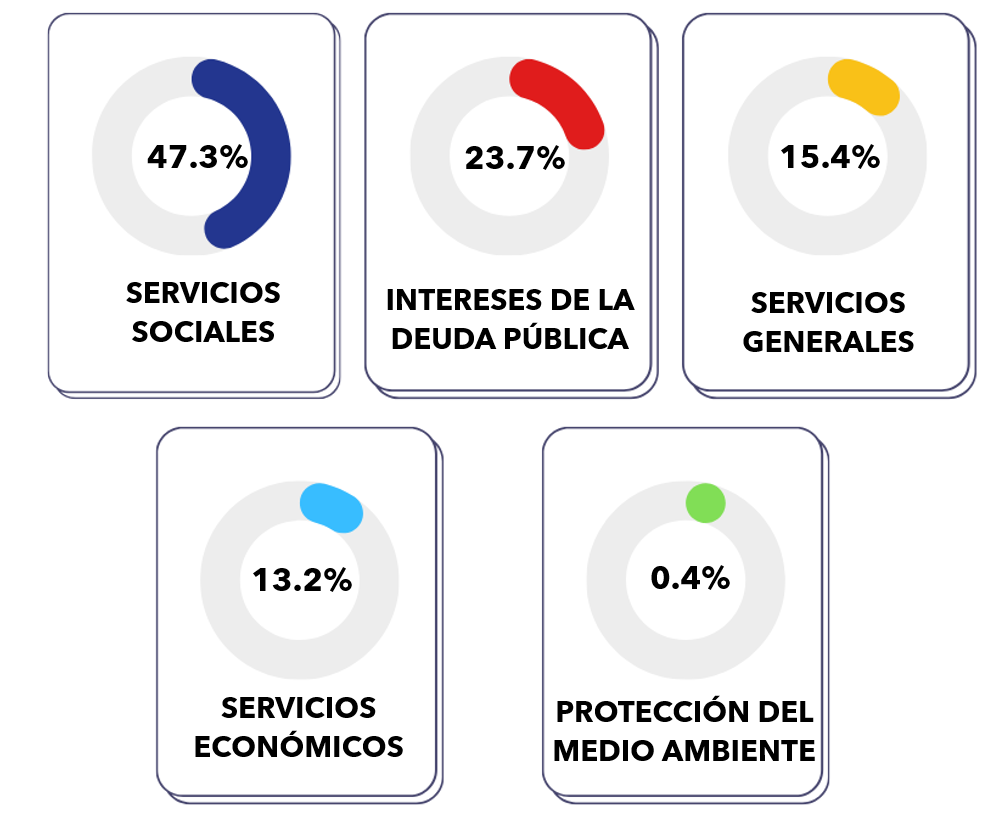 47.3%
SERVICIOS
SOCIALES
23.7%
INTERESES DE LA
DEUDA PÚBLICA
15.4%
SERVICIOS
GENERALES
13.2%
SERVICIOS
ECONÓMICOS
0.4%
PROTECCIÓN DEL
MEDIO AMBIENTE